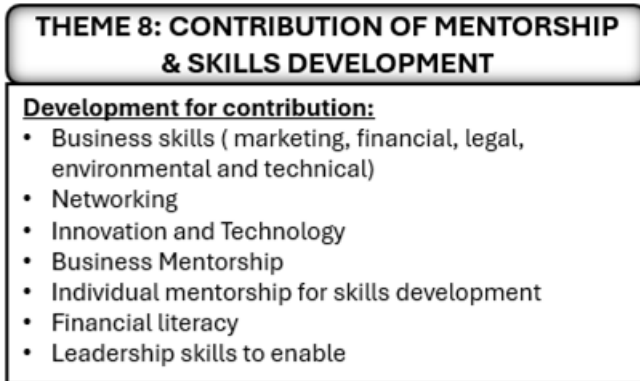 THEME 8: CONTRIBUTION OF MENTORSHIP
& SKILLS DEVELOPMENT
Development for contribution:
• Business skills ( marketing, financial, legal,
environmental and technical)
• Networking
• Innovation and Technology
• Business Mentorship
• Individual mentorship for skills development
• Financial literacy
• Leadership skills to enable